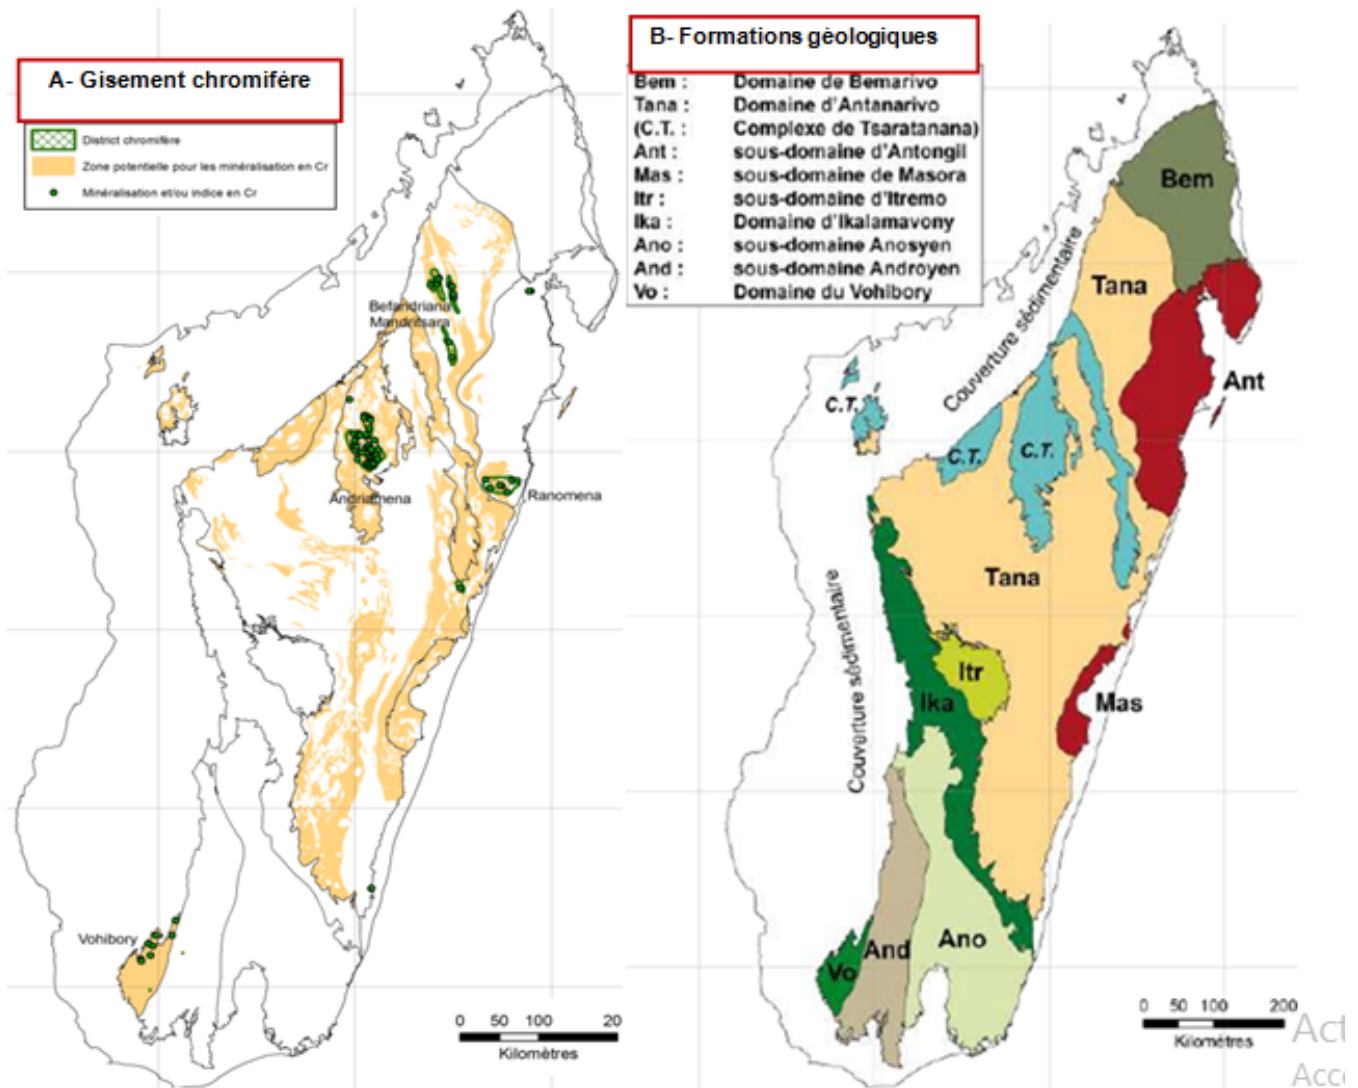 A- Gisement chromifère
District chromifère
Zone potentielle pour les minéralisation en Cr
Minéralisation et/ou indice en Cr
Befandriana
Mandritsara
Andriamena
Ranomena
Vohibory
0 50 100 20
Kilomètres
B- Formations géologiques
Bem : Domaine de Bemarivo
Tana : Domaine d'Antanarivo
(C.T. : Complexe de Tsaratanana)
Ant : sous-domaine d'Antongil
Mas : sous-domaine de Masora
Itr : sous-domaine d'Itremo
Ika : Domaine d'Ikalamavony
Ano : sous-domaine Anosyen
And : sous-domaine Androyen
Vo : Domaine du Vohibory
Bem
Tana
Couverture sédimentaire
Ant
C.T.
C.T.
C.T.
Tana
Couverture sédimentaire
Itr
Ika
Mas
Ano
And
Vo
0 50 100 200
Kilomètres
Act
Acc